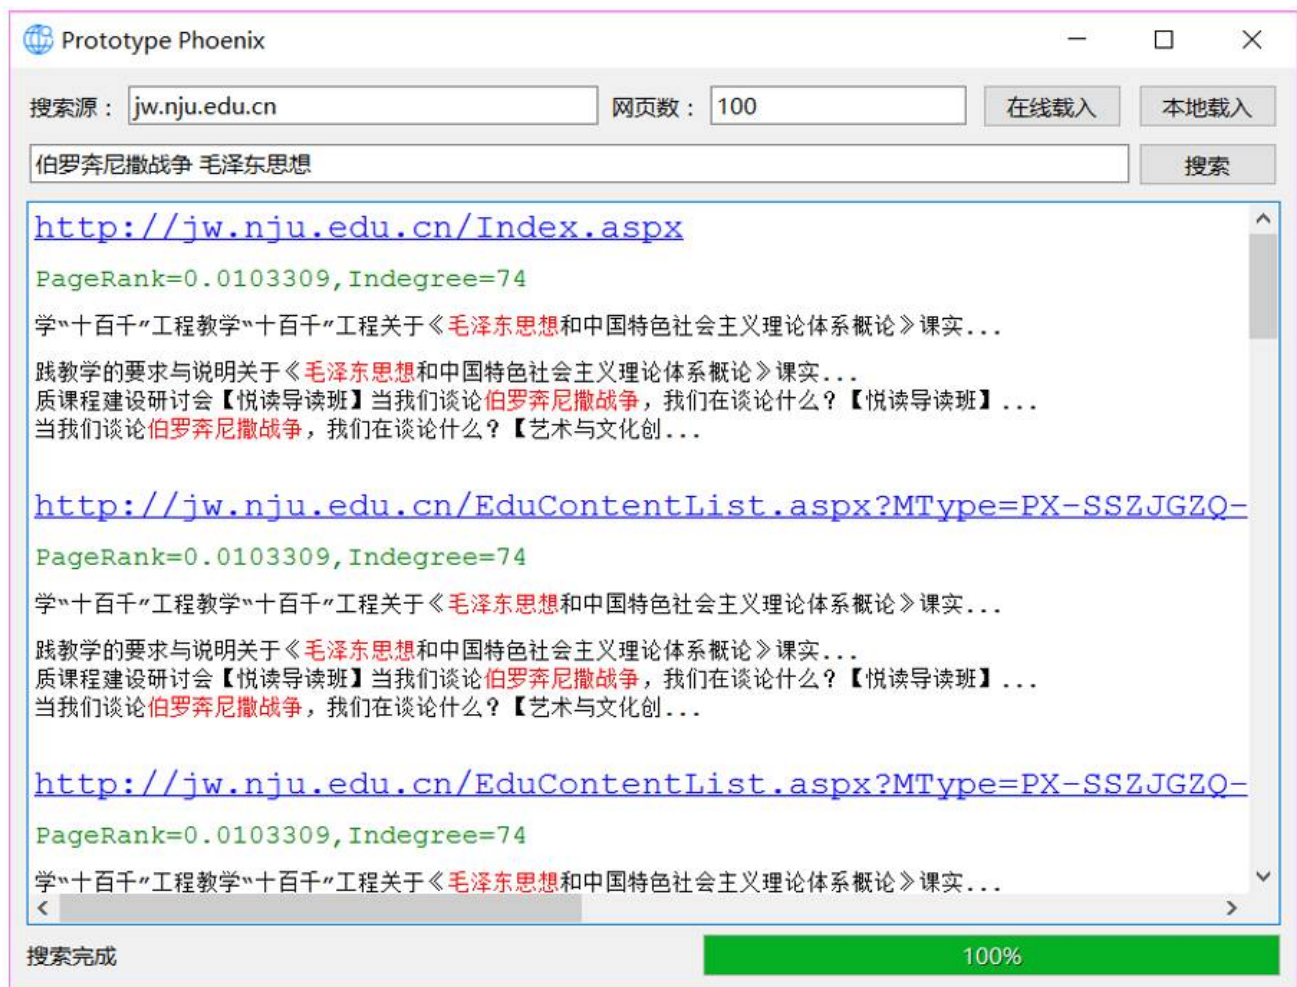 Prototype Phoenix
搜索源： jw.nju.edu.cn 网页数： 100 在线载入 本地载入
伯罗奔尼撒战争 毛泽东思想 搜索
http://jw.nju.edu.cn/Index.aspx
PageRank=0.0103309,Indegree=74
学“十百千”工程教学“十百千”工程关于《毛泽东思想和中国特色社会主义理论体系概论》课实...
践教学的要求与说明关于《毛泽东思想和中国特色社会主义理论体系概论》课实...
质课程建设研讨会【悦读导读班】当我们谈论伯罗奔尼撒战争，我们在谈论什么？【悦读导读班】...
当我们谈论伯罗奔尼撒战争，我们在谈论什么？【艺术与文化创...
http://jw.nju.edu.cn/EduContentList.aspx?MType=PX-SSZJGZQ-
PageRank=0.0103309,Indegree=74
学“十百千”工程教学“十百千”工程关于《毛泽东思想和中国特色社会主义理论体系概论》课实...
践教学的要求与说明关于《毛泽东思想和中国特色社会主义理论体系概论》课实...
质课程建设研讨会【悦读导读班】当我们谈论伯罗奔尼撒战争，我们在谈论什么？【悦读导读班】...
当我们谈论伯罗奔尼撒战争，我们在谈论什么？【艺术与文化创...
http://jw.nju.edu.cn/EduContentList.aspx?MType=PX-SSZJGZQ-
PageRank=0.0103309,Indegree=74
学“十百千”工程教学“十百千”工程关于《毛泽东思想和中国特色社会主义理论体系概论》课实...
搜索完成 100%